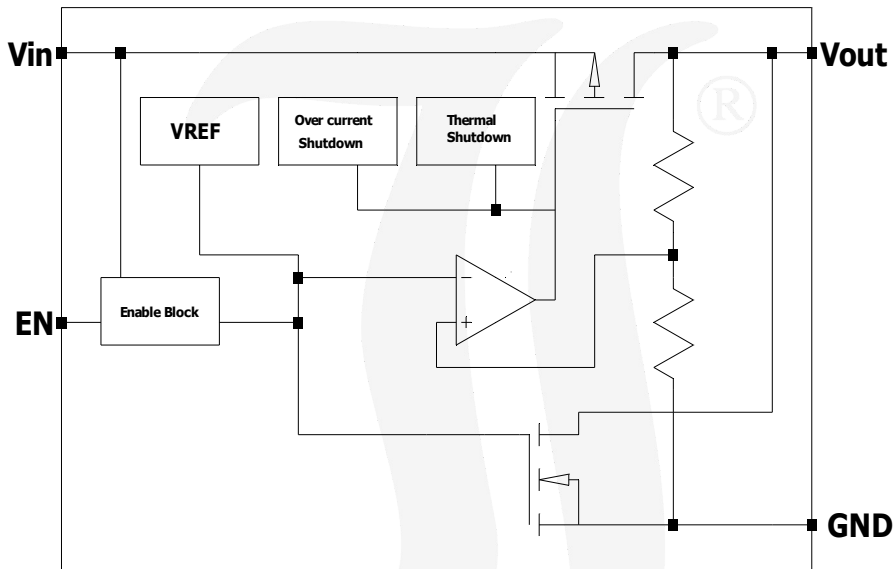 Vin
Vout
VREF
Over current
Shutdown
Thermal
Shutdown
®
Enable Block
EN
−
+
GND